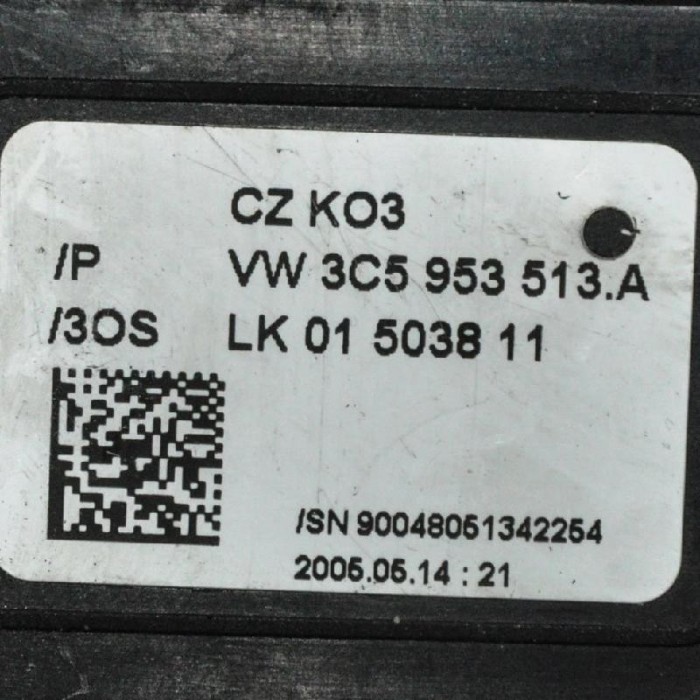 CZ KO3
/P VW 3C5 953 513.A
/3OS LK 01 5038 11
/SN 90048051342254
2005.05.14 : 21